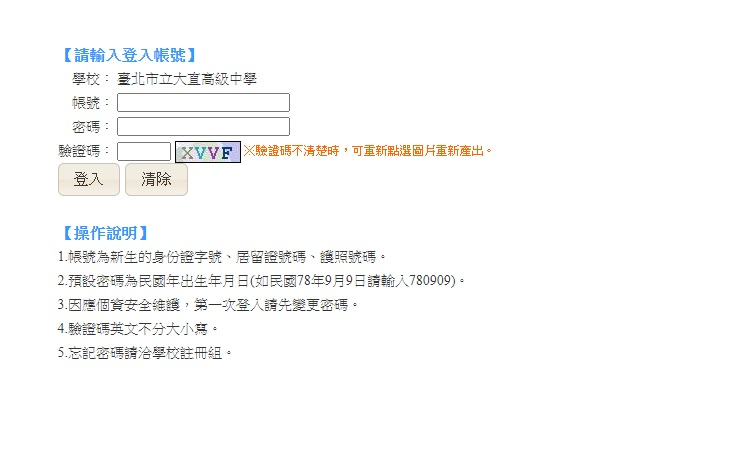 【請輸入登入帳號】
學校：臺北市立大直高級中學
帳號：
密碼：
驗證碼： XVVF ※驗證碼不清楚時，可重新點選圖片重新產出。
登入 清除
【操作說明】
1.帳號為新生的身份證字號、居留證號碼、護照號碼。
2.預設密碼為民國年出生年月日(如民國78年9月9日請輸入780909)。
3.因應個資安全維護，第一次登入請先變更密碼。
4.驗證碼英文不分大小寫。
5.忘記密碼請洽學校註冊組。